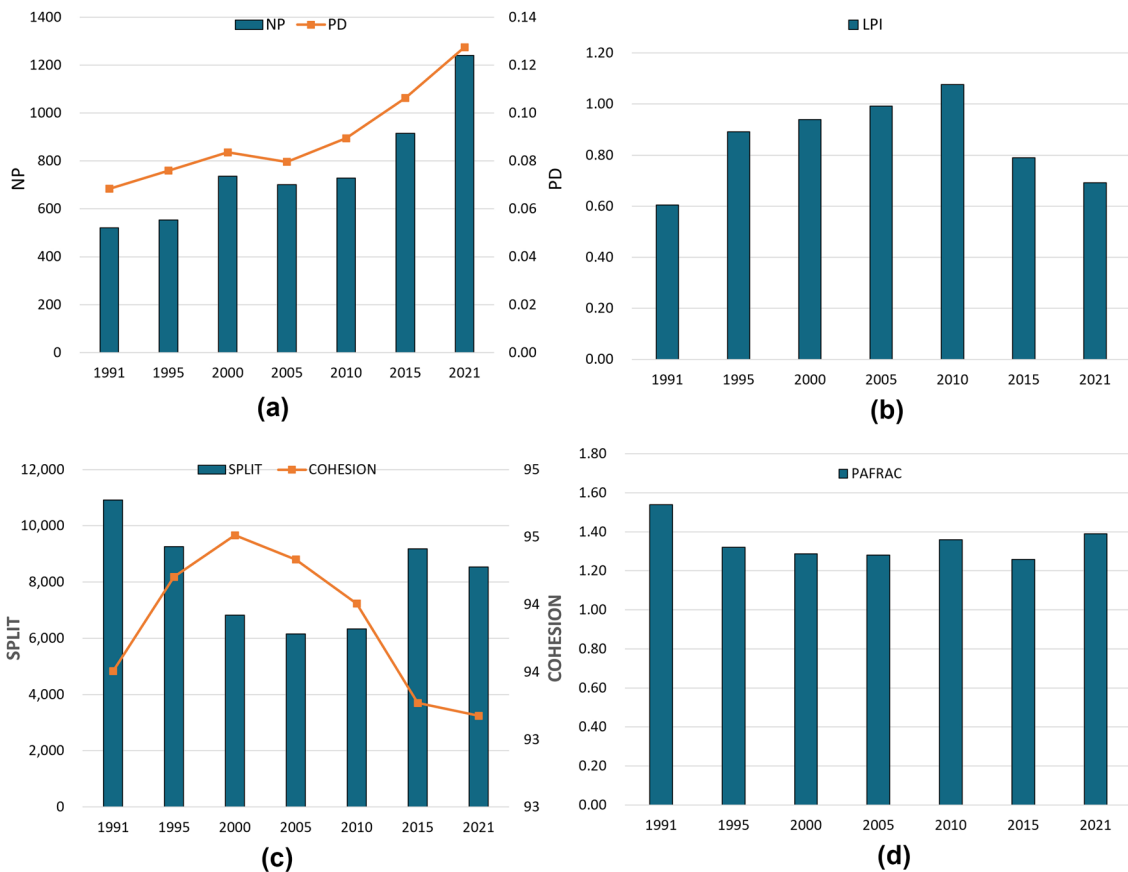 NP PD
1400
1200
1000
800
600
400
200
0
NP
0.14
0.12
0.10
0.08
0.06
0.04
0.02
0.00
PD
1991 1995 2000 2005 2010 2015 2021
(a)
LPI
1.20
1.00
0.80
0.60
0.40
0.20
0.00
1991 1995 2000 2005 2010 2015 2021
(b)
SPLIT COHESION
12,000
10,000
8,000
6,000
4,000
2,000
0
SPLIT
95
95
94
94
93
93
COHESION
1991 1995 2000 2005 2010 2015 2021
(c)
PAFRAC
1.80
1.60
1.40
1.20
1.00
0.80
0.60
0.40
0.20
0.00
1991 1995 2000 2005 2010 2015 2021
(d)